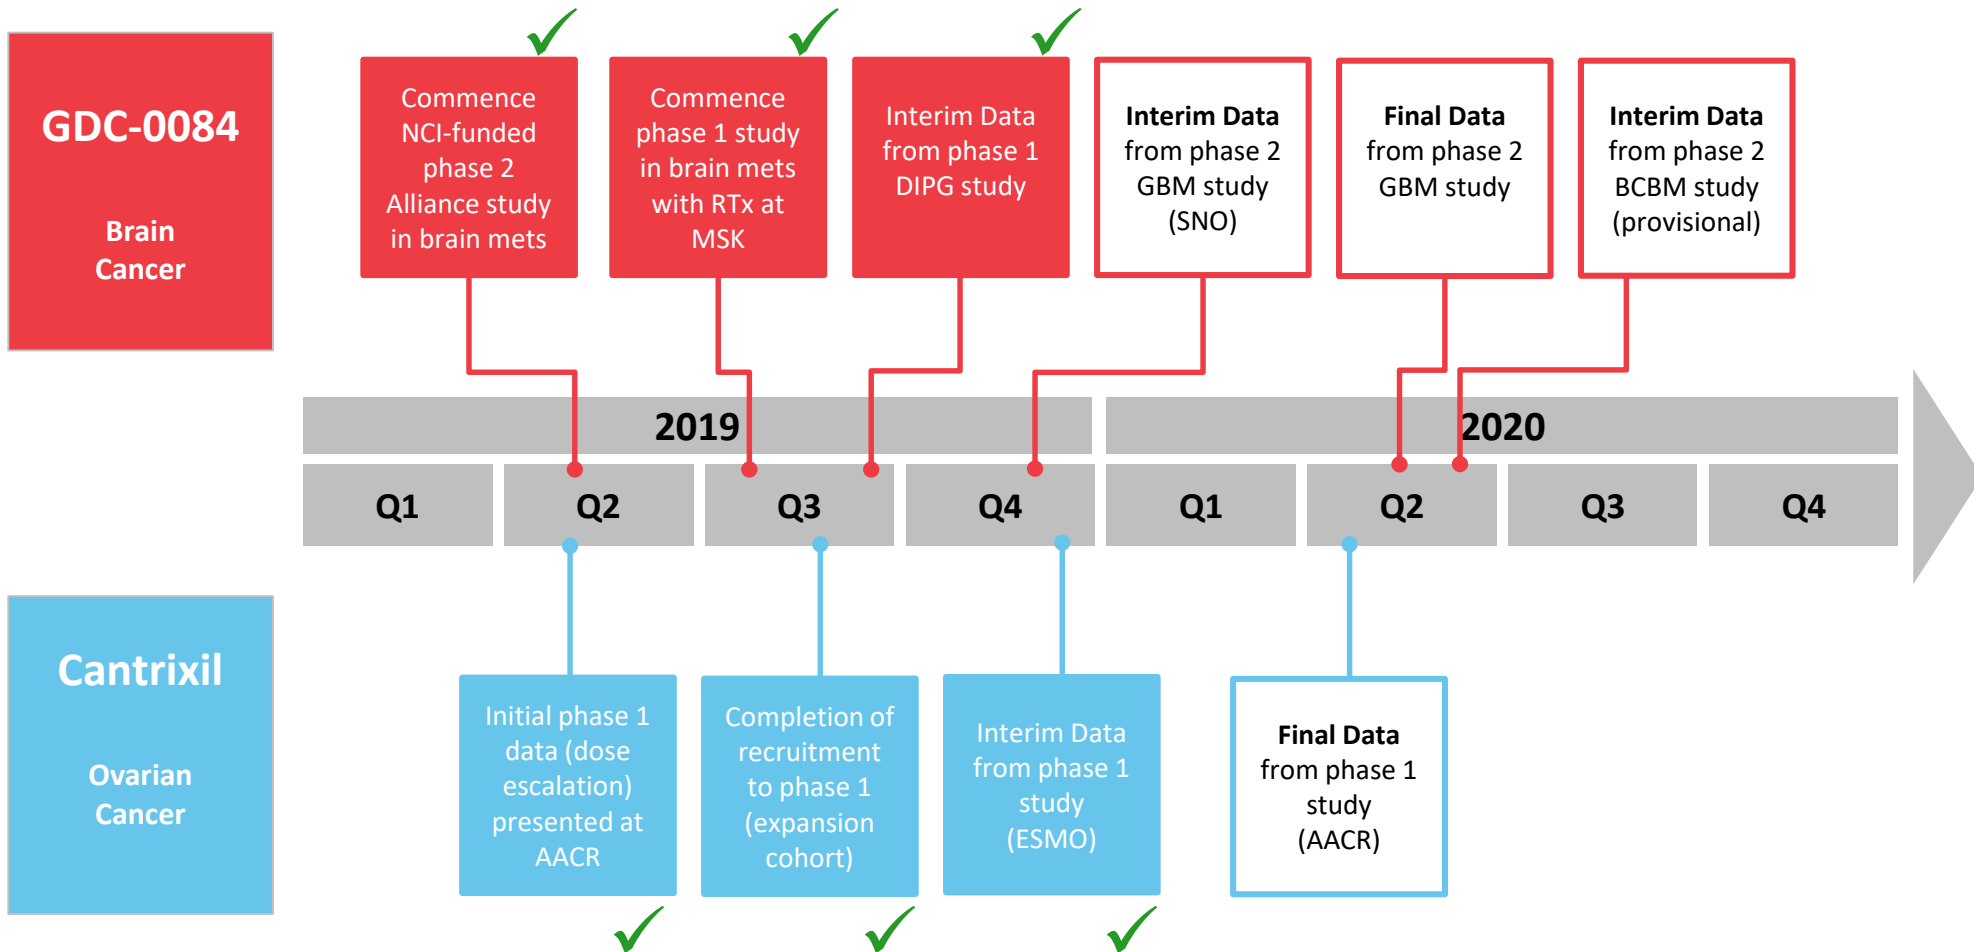 GDC-0084
Brain
Cancer
Commence
NCI-funded
phase 2
Alliance study
in brain mets
Commence
phase 1 study
in brain mets
with RTx at
MSK
Interim Data
from phase 1
DIPG study
Interim Data
from phase 2
GBM study
(SNO)
Final Data
from phase 2
GBM study
Interim Data
from phase 2
BCBM study
(provisional)
2019
2020
Q1
Q2
Q3
Q4
Q1
Q2
Q3
Q4
Cantrixil
Ovarian
Cancer
Initial phase 1
data (dose
escalation)
presented at
AACR
Completion of
recruitment
to phase 1
(expansion
cohort)
Interim Data
from phase 1
study
(ESMO)
Final Data
from phase 1
study
(AACR)